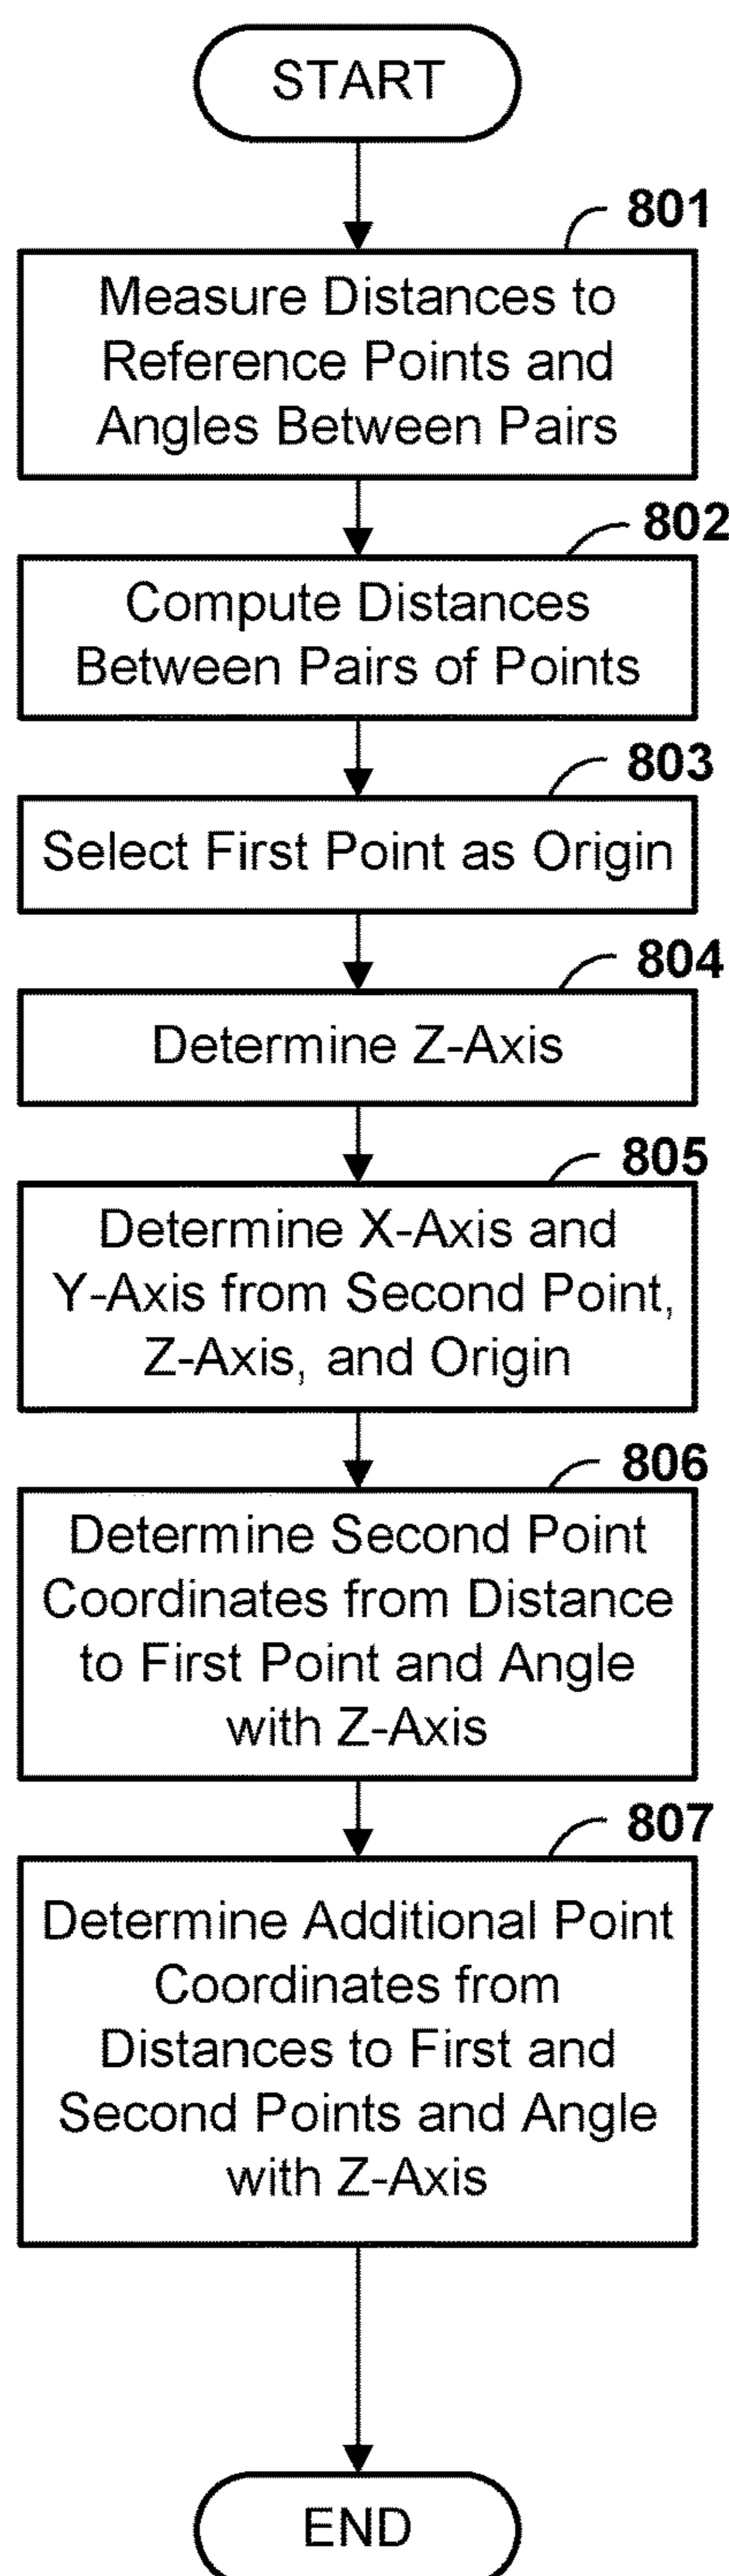 START
801
Measure Distances to
Reference Points and
Angles Between Pairs
802
Compute Distances
Between Pairs of Points
803
Select First Point as Origin
804
Determine Z-Axis
805
Determine X-Axis and
Y-Axis from Second Point,
Z-Axis, and Origin
806
Determine Second Point
Coordinates from Distance
to First Point and Angle
with Z-Axis
807
Determine Additional Point
Coordinates from
Distances to First and
Second Points and Angle
with Z-Axis
END